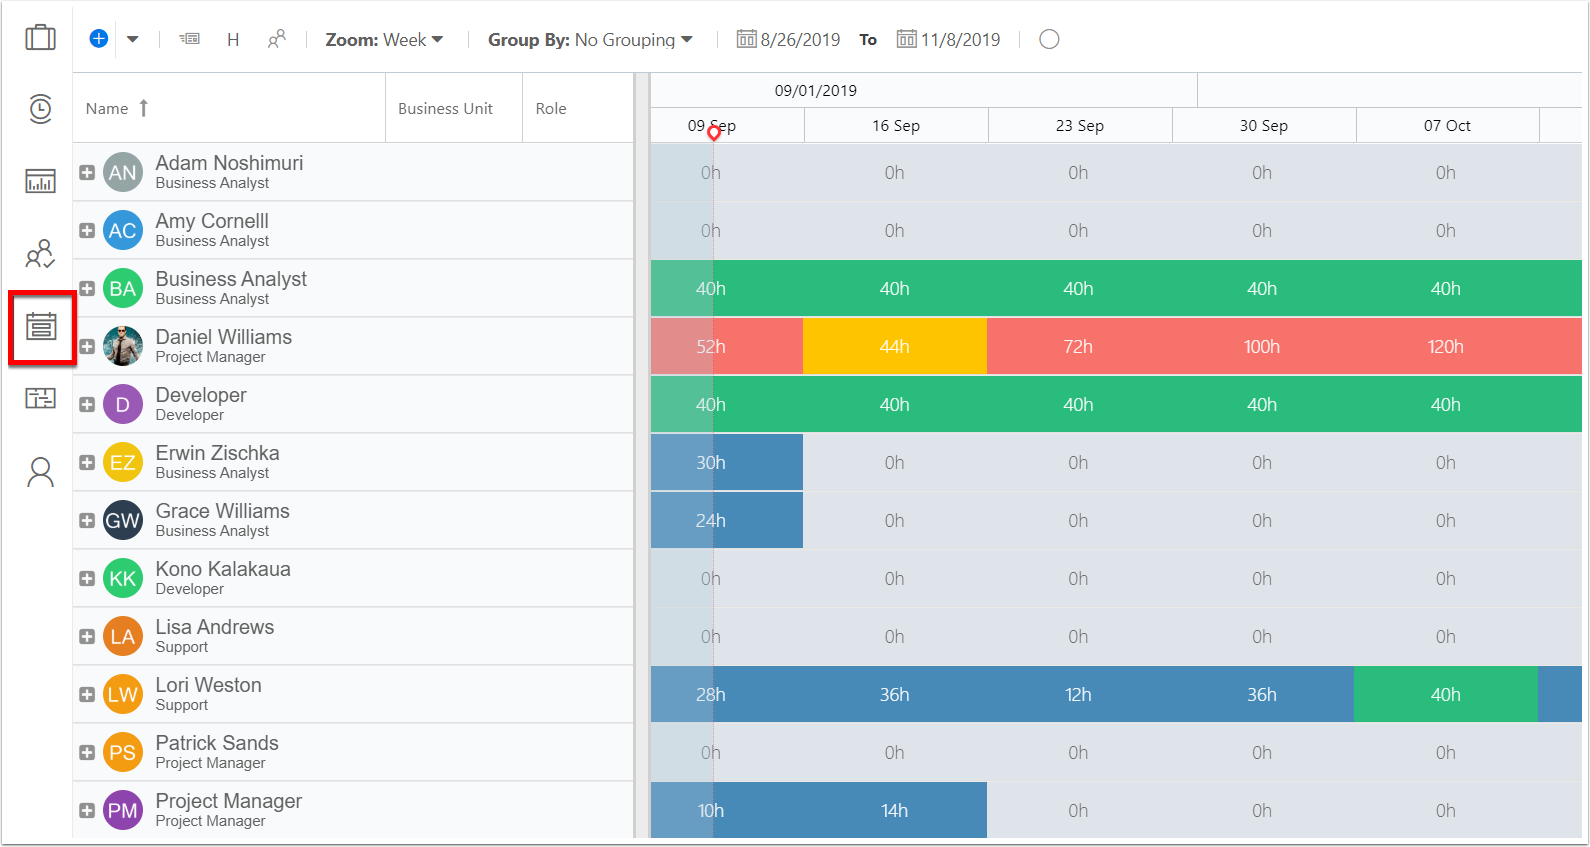 H Zoom: Week Group By: No Grouping 8/26/2019 To 11/8/2019
Name Business Unit Role 09/01/2019
09 Sep 16 Sep 23 Sep 30 Sep 07 Oct
AN Adam Noshimuri 0h 0h 0h 0h 0h
Business Analyst
AC Amy Cornelll 0h 0h 0h 0h 0h
Business Analyst
BA Business Analyst 40h 40h 40h 40h 40h
Business Analyst
Daniel Williams 52h 44h 72h 100h 120h
Project Manager
D Developer 40h 40h 40h 40h 40h
Developer
EZ Erwin Zischka 30h 0h 0h 0h 0h
Business Analyst
GW Grace Williams 24h 0h 0h 0h 0h
Business Analyst
KK Kono Kalakaua 0h 0h 0h 0h 0h
Developer
LA Lisa Andrews 0h 0h 0h 0h 0h
Support
LW Lori Weston 28h 36h 12h 36h 40h
Support
PS Patrick Sands 0h 0h 0h 0h 0h
Project Manager
PM Project Manager 10h 14h 0h 0h 0h
Project Manager